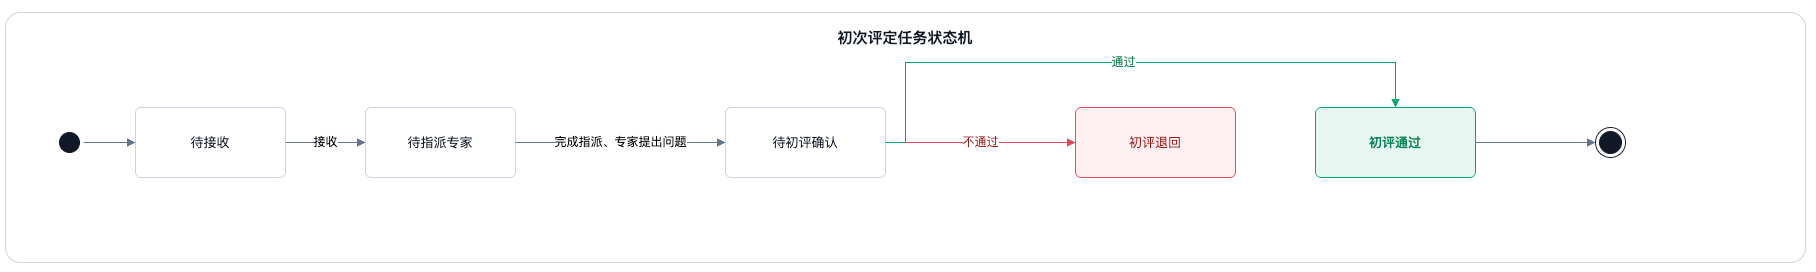 初次评定任务状态机
通过
待接收
接收
待指派专家
完成指派、专家提出问题
待初评确认
不通过
初评退回
初评通过